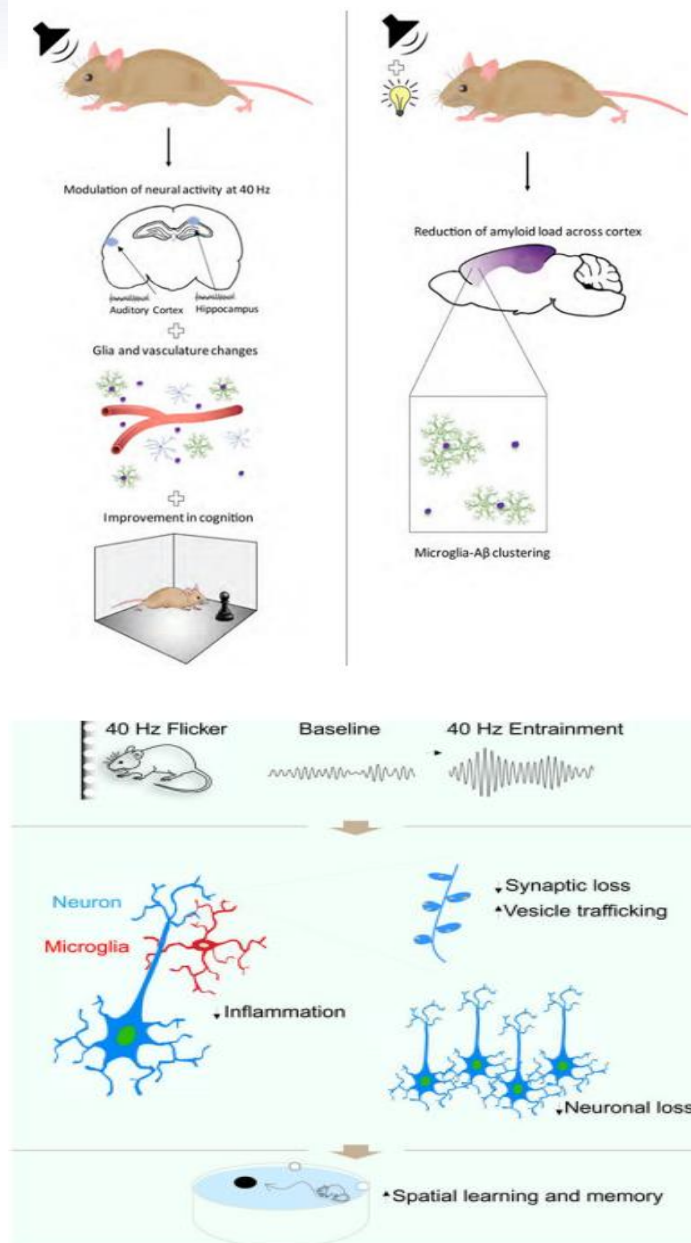 Modulation of neural activity at 40 Hz
Auditory Cortex
Hippocampus
Glia and vasculature changes
Improvement in cognition
Reduction of amyloid load across cortex
Microglia-Aβ clustering
40 Hz Flicker
Baseline
40 Hz Entrainment
Neuron
Microglia
Inflammation
Synaptic loss
Vesicle trafficking
Neuronal loss
Spatial learning and memory